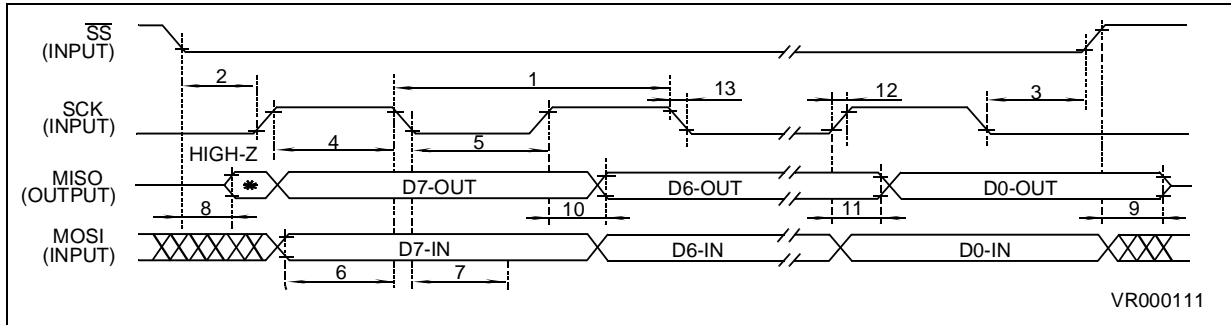 SS
(INPUT)
2
1
13
12
3
SCK
(INPUT)
4
5
HIGH-Z
MISO
(OUTPUT)
*
D7-OUT
D6-OUT
D0-OUT
8
10
11
9
MOSI
(INPUT)
D7-IN
D6-IN
D0-IN
6
7
VR000111